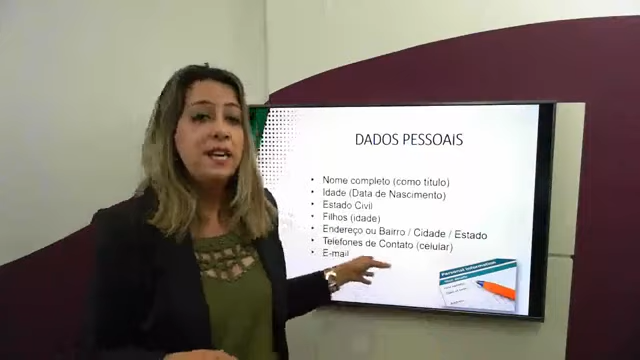 DADOS PESSOAIS
• Nome completo (como título)
• Idade (Data de Nascimento)
• Estado Civil
• Filhos (idade)
• Endereço ou Bairro / Cidade / Estado
• Telefones de Contato (celular)
• E-mail
Personal Information